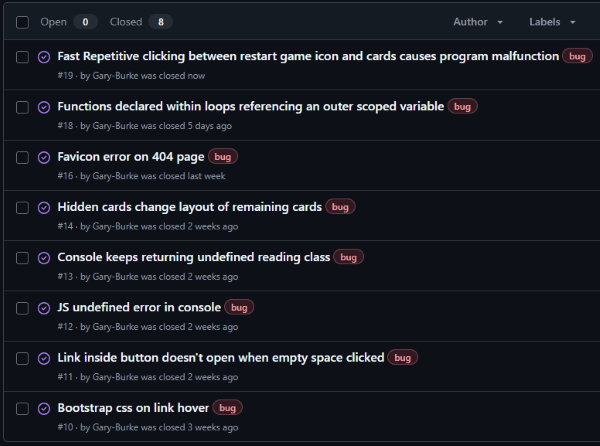 Open 0 Closed 8 Author Labels
Fast Repetitive clicking between restart game icon and cards causes program malfunction bug
#19 · by Gary-Burke was closed now
Functions declared within loops referencing an outer scoped variable bug
#18 · by Gary-Burke was closed 5 days ago
Favicon error on 404 page bug
#16 · by Gary-Burke was closed last week
Hidden cards change layout of remaining cards bug
#14 · by Gary-Burke was closed 2 weeks ago
Console keeps returning undefined reading class bug
#13 · by Gary-Burke was closed 2 weeks ago
JS undefined error in console bug
#12 · by Gary-Burke was closed 2 weeks ago
Link inside button doesn't open when empty space clicked bug
#11 · by Gary-Burke was closed 2 weeks ago
Bootstrap css on link hover bug
#10 · by Gary-Burke was closed 3 weeks ago